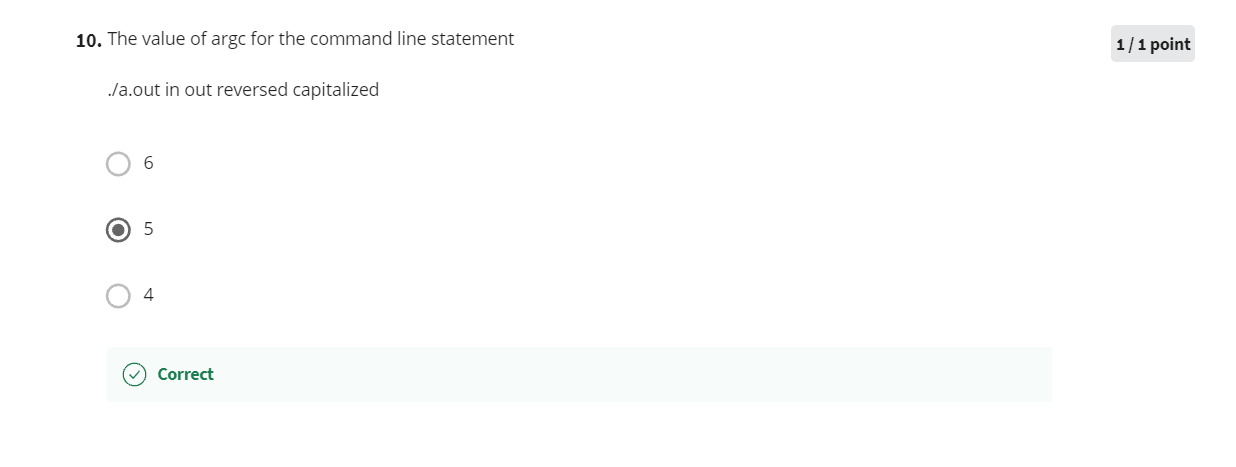 10. The value of argc for the command line statement
1 / 1 point
./a.out in out reversed capitalized
6
5
4
Correct